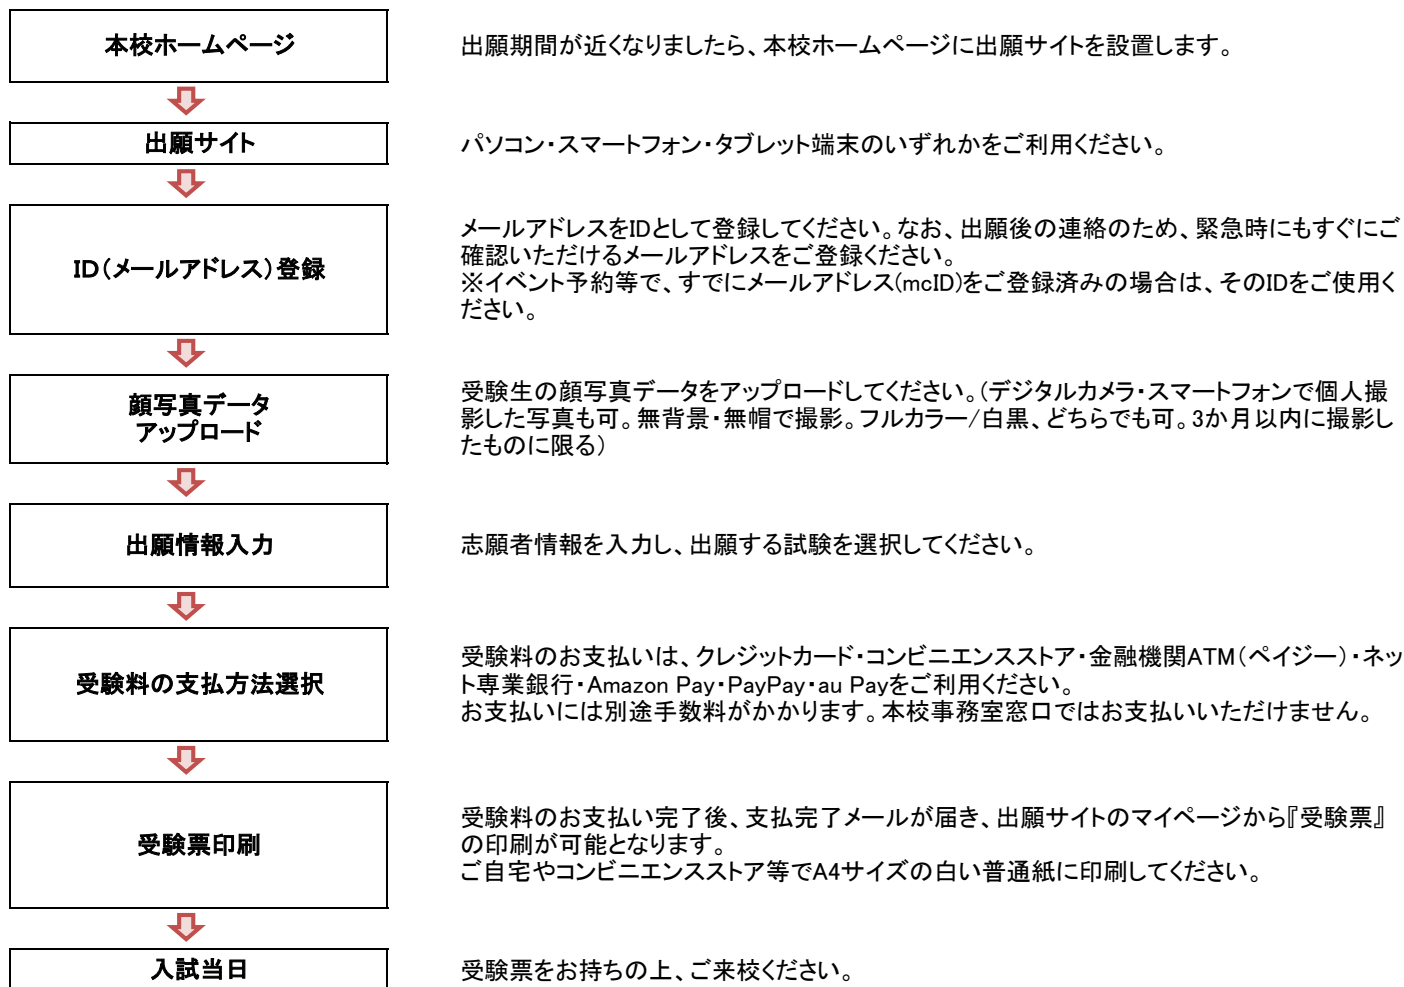 本校ホームページ
出願期間が近くなりましたら、本校ホームページに出願サイトを設置します。
出願サイト
パソコン・スマートフォン・タブレット端末のいずれかをご利用ください。
ID（メールアドレス）登録
メールアドレスをIDとして登録してください。なお、出願後の連絡のため、緊急時にもすぐにご
確認いただけるメールアドレスをご登録ください。
※イベント予約等で、すでにメールアドレス(mcID)をご登録済みの場合は、そのIDをご使用く
ださい。
顔写真データ
アップロード
受験生の顔写真データをアップロードしてください。（デジタルカメラ・スマートフォンで個人撮
影した写真も可。無背景・無帽で撮影。フルカラー/白黒、どちらでも可。3か月以内に撮影し
たものに限る）
出願情報入力
志願者情報を入力し、出願する試験を選択してください。
受験料の支払方法選択
受験料のお支払いは、クレジットカード・コンビニエンスストア・金融機関ATM（ペイジー）・ネッ
ト専業銀行・Amazon Pay・PayPay・au Payをご利用ください。
お支払いには別途手数料がかかります。本校事務室窓口ではお支払いいただけません。
受験票印刷
受験料のお支払い完了後、支払完了メールが届き、出願サイトのマイページから『受験票』
の印刷が可能となります。
ご自宅やコンビニエンスストア等でA4サイズの白い普通紙に印刷してください。
入試当日
受験票をお持ちの上、ご来校ください。